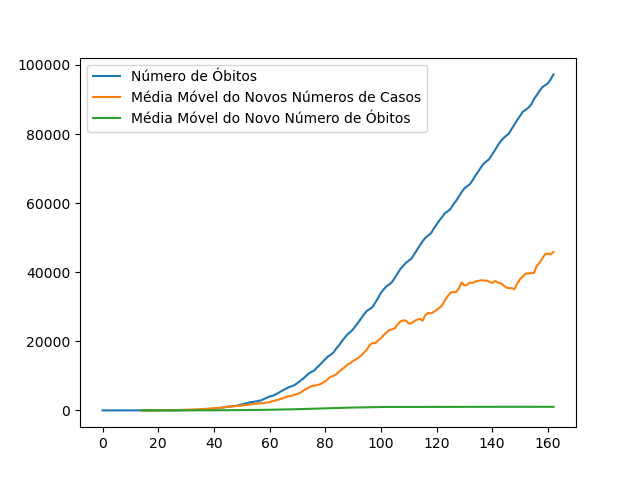 Número de Óbitos
Média Móvel do Novos Números de Casos
Média Móvel do Novo Número de Óbitos
100000
80000
60000
40000
20000
0
0 20 40 60 80 100 120 140 160